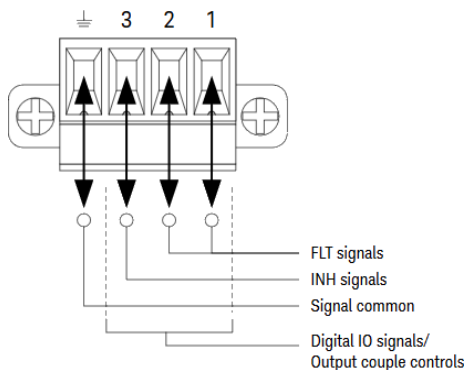 ⏚ 3 2 1
FLT signals
INH signals
Signal common
Digital IO signals/
Output couple controls